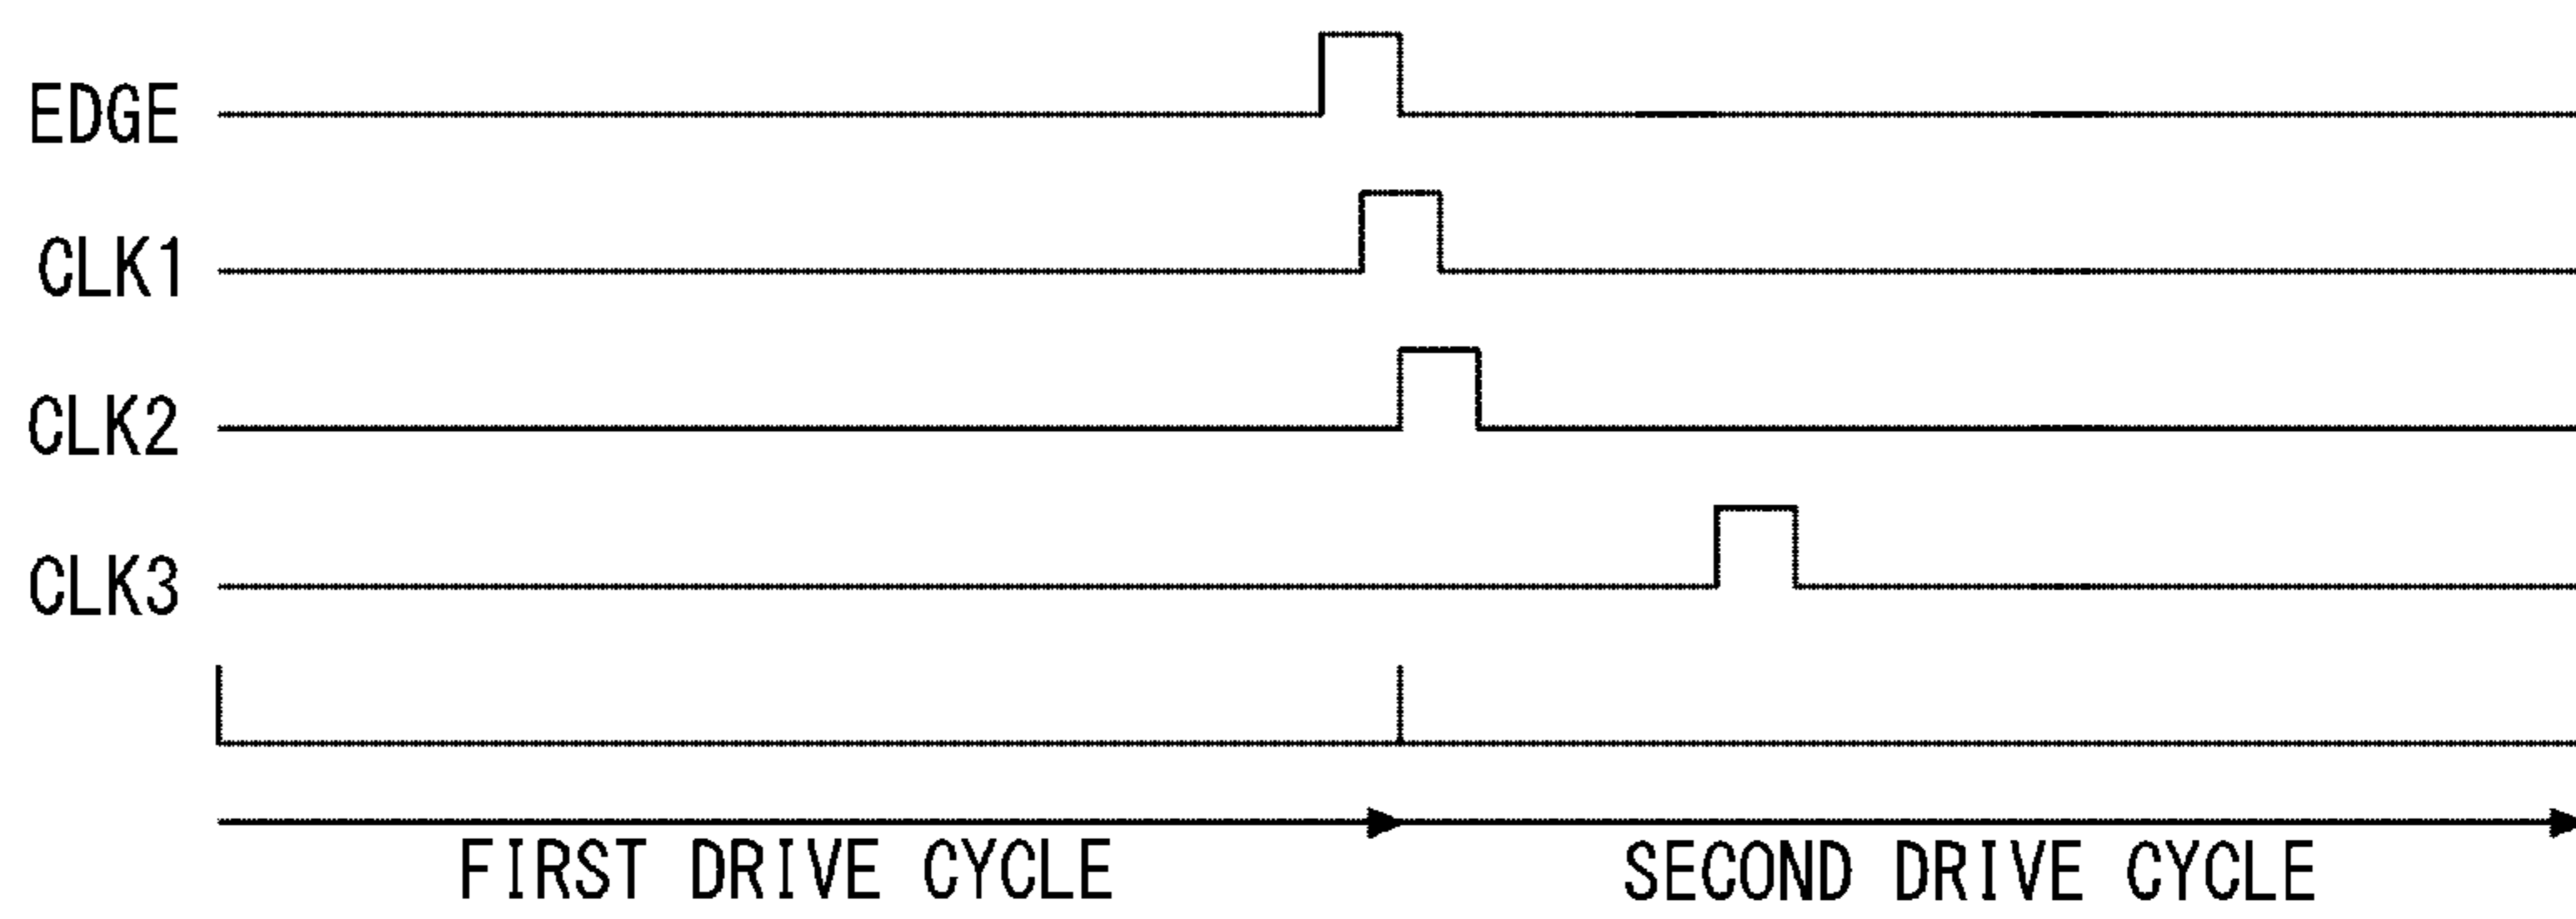 EDGE
CLK1
CLK2
CLK3
FIRST DRIVE CYCLE SECOND DRIVE CYCLE